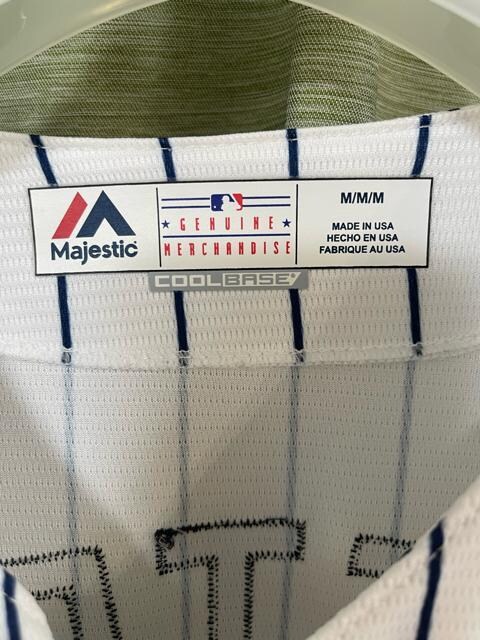 Majestic
GENUINE
MERCHANDISE
M/M/M
MADE IN USA
HECHO EN USA
FABRIQUE AU USA
COOLBASE